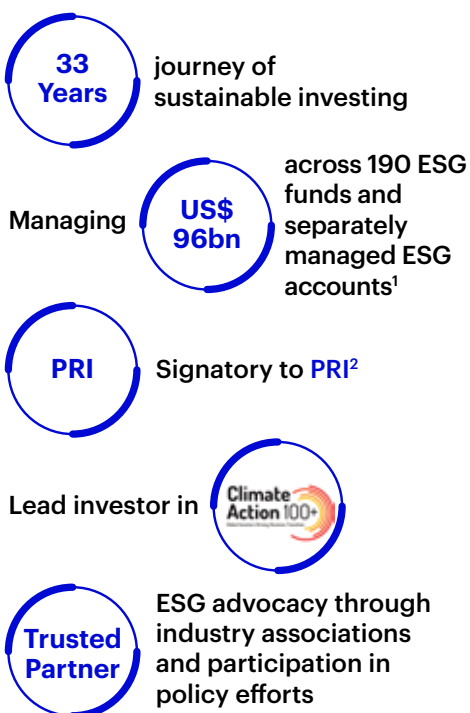 33
Years
journey of
sustainable investing
Managing
US$
96bn
across 190 ESG
funds and
separately
managed ESG
accounts¹
PRI
Signatory to PRI²
Lead investor in
Climate
Action 100+
Trusted
Partner
ESG advocacy through
industry associations
and participation in
policy efforts